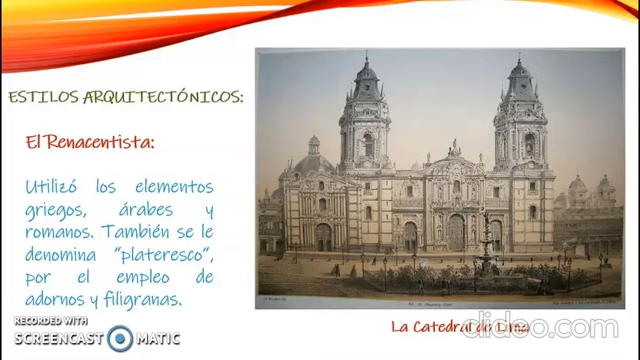 ESTILOS ARQUITECTÓNICOS:
El Renacentista:
Utilizó los elementos
griegos, árabes y
romanos. También se le
denomina “plateresco”,
por el empleo de
adornos y filigranas.
La Catedral de Lima
RECORDED WITH
SCREENCAST MATIC
dideo.com